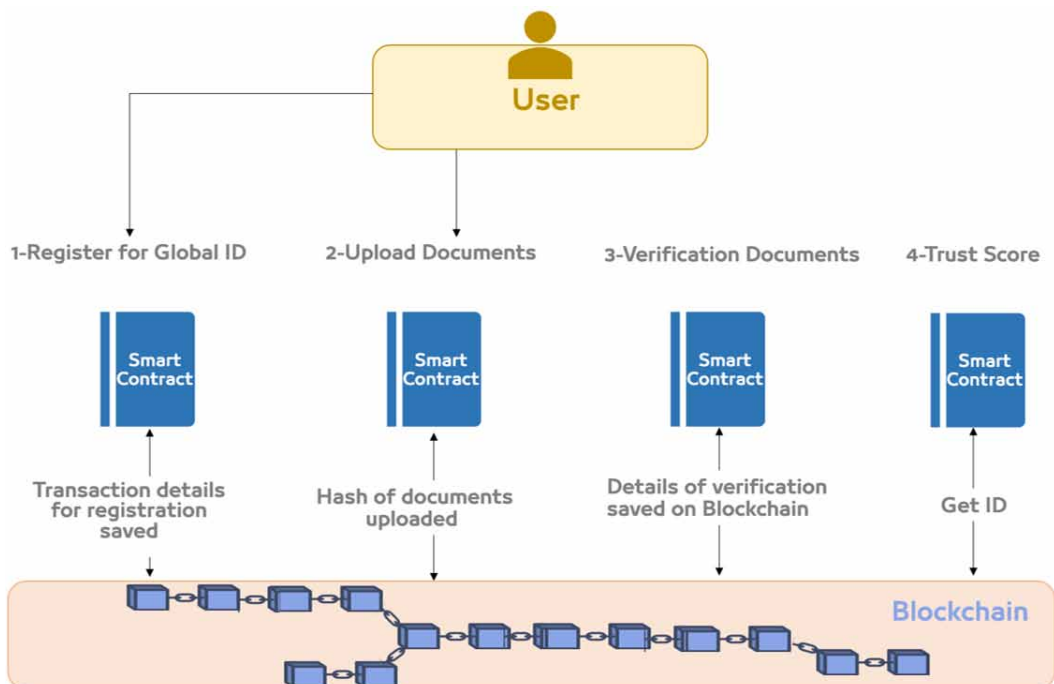 User
1-Register for Global ID
2-Upload Documents
3-Verification Documents
4-Trust Score
Smart
Contract
Smart
Contract
Smart
Contract
Smart
Contract
Transaction details
for registration
saved
Hash of documents
uploaded
Details of verification
saved on Blockchain
Get ID
Blockchain